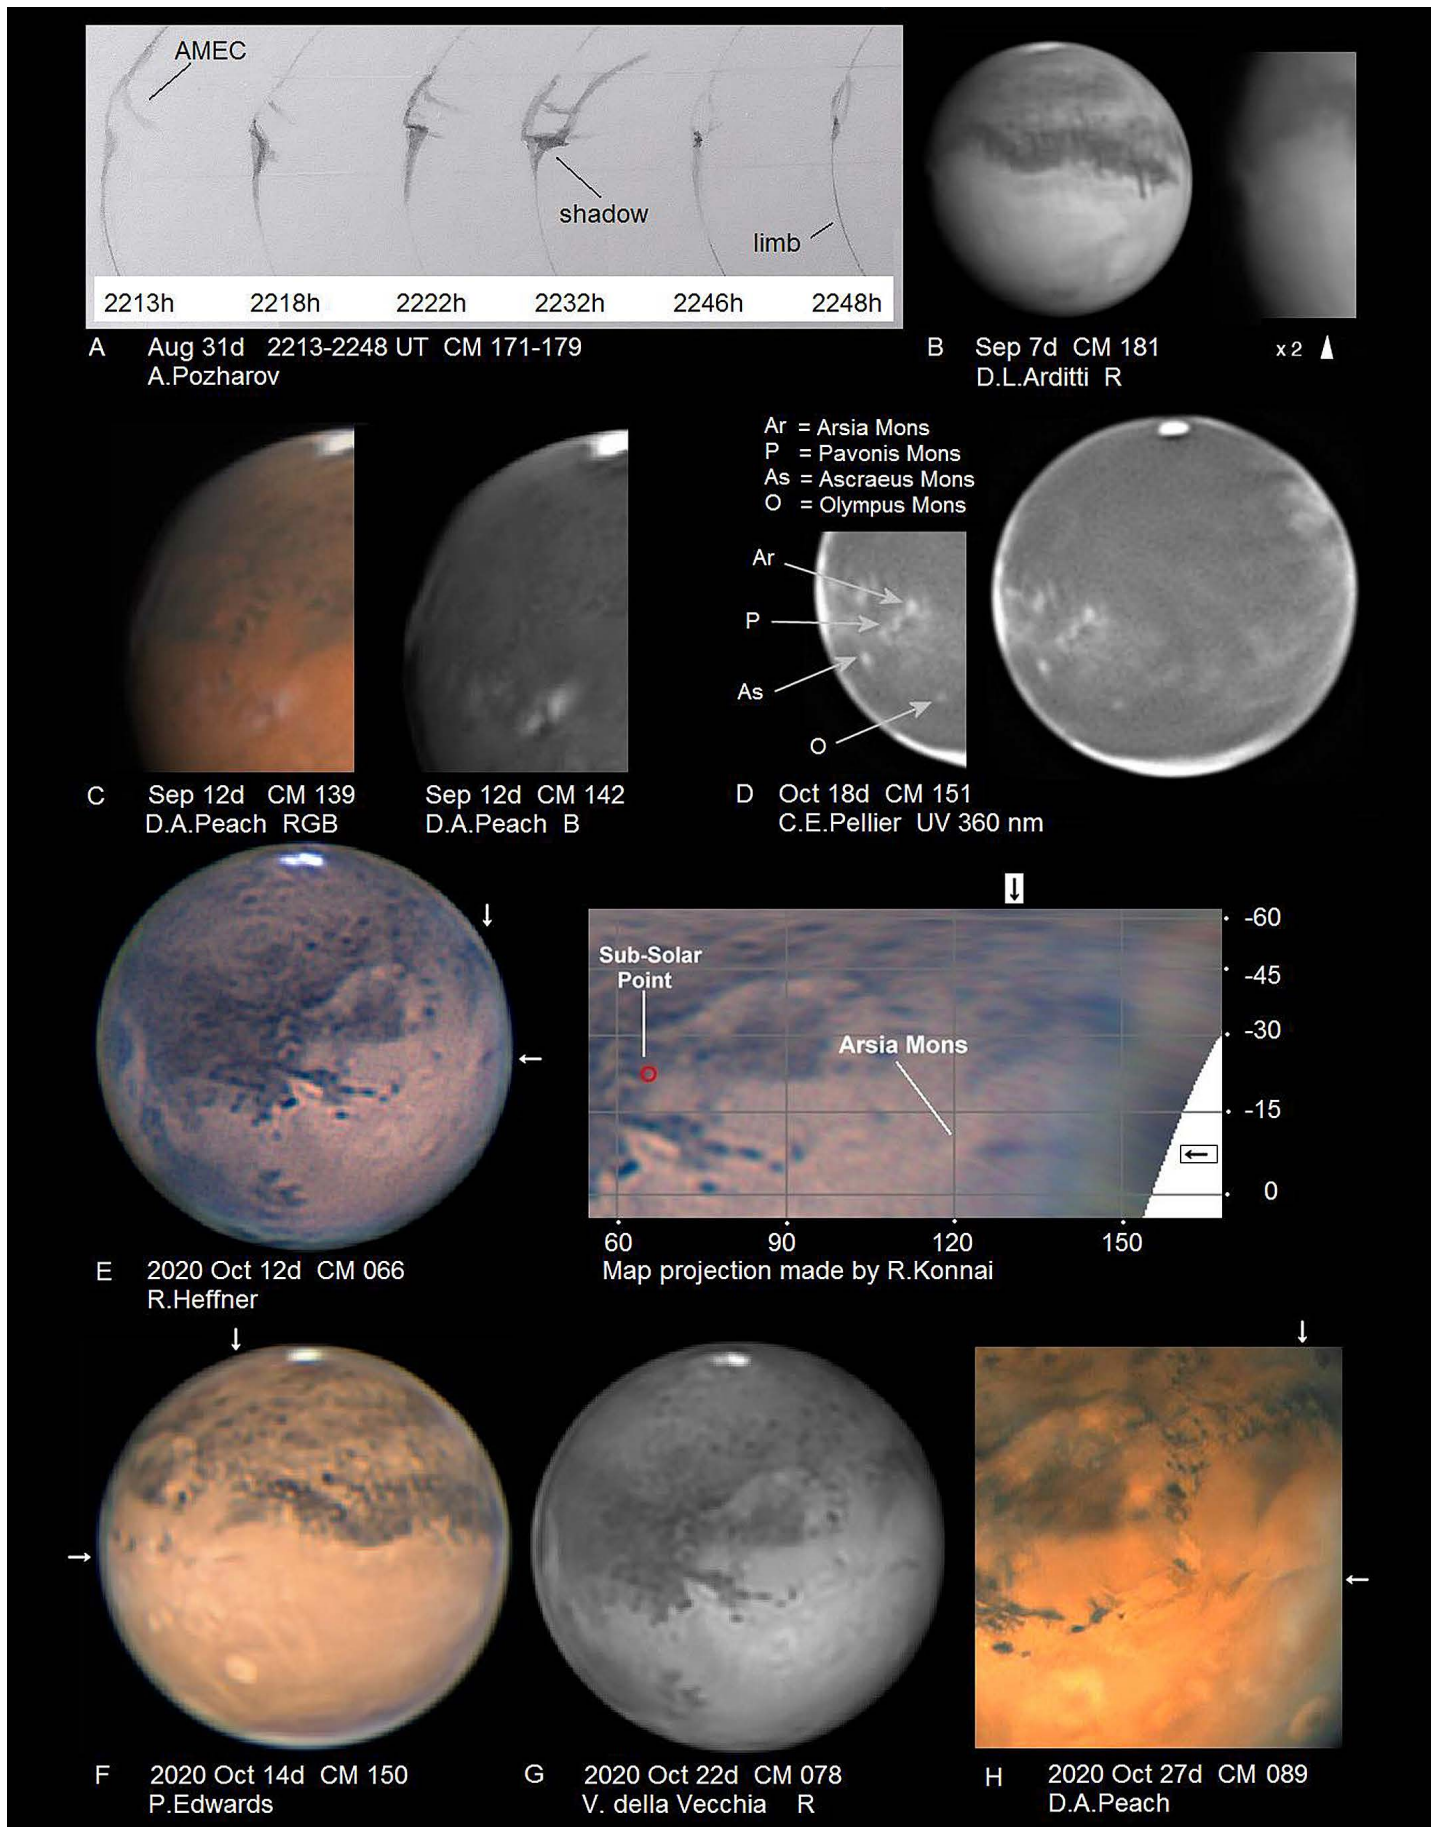 AMEC
shadow
limb
2213h 2218h 2222h 2232h 2246h 2248h
A Aug 31d 2213-2248 UT CM 171-179
A.Pozharov
B Sep 7d CM 181
D.L.Arditti R
x 2
Ar = Arsia Mons
P = Pavonis Mons
As = Ascraeus Mons
O = Olympus Mons
Ar
P
As
O
C Sep 12d CM 139
D.A.Peach RGB
Sep 12d CM 142
D.A.Peach B
D Oct 18d CM 151
C.E.Pellier UV 360 nm
Sub-Solar
Point
Arsia Mons
-60
-45
-30
-15
0
60 90 120 150
Map projection made by R.Konnai
E 2020 Oct 12d CM 066
R.Heffner
F 2020 Oct 14d CM 150
P.Edwards
G 2020 Oct 22d CM 078
V. della Vecchia R
H 2020 Oct 27d CM 089
D.A.Peach